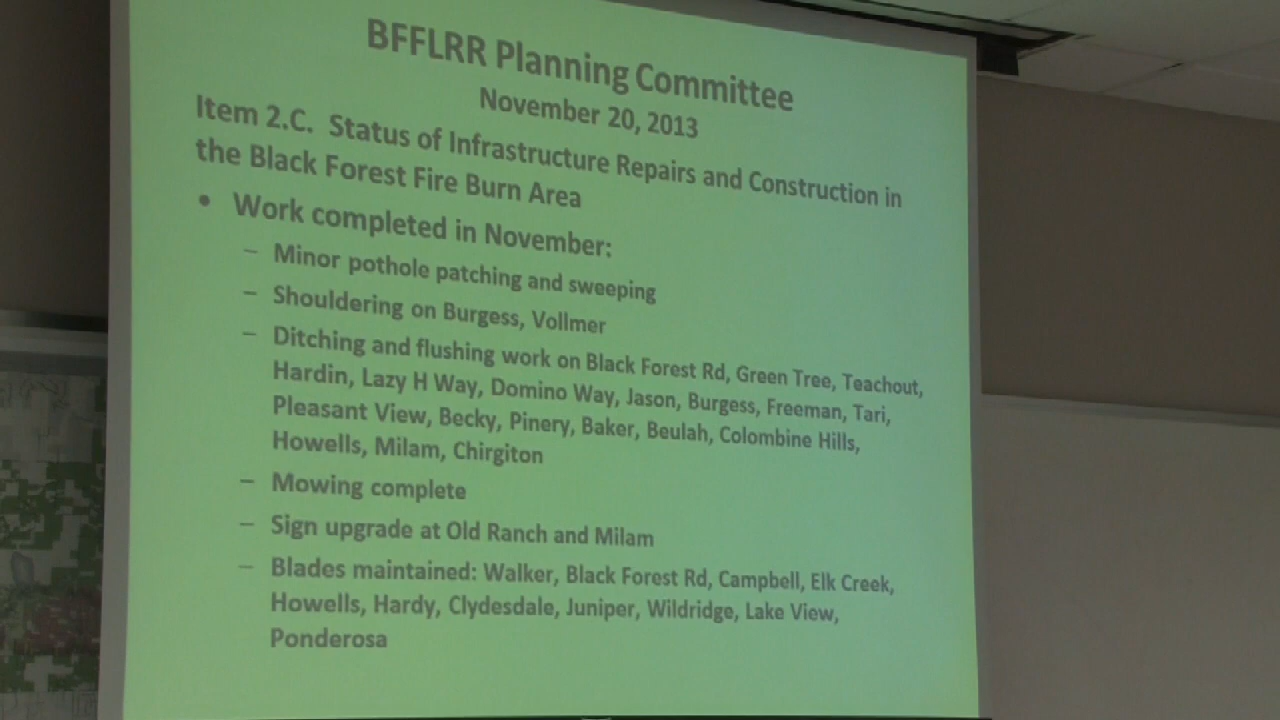 BFFLRR Planning Committee
November 20, 2013
Item 2.C. Status of Infrastructure Repairs and Construction in
the Black Forest Fire Burn Area
• Work completed in November:
– Minor pothole patching and sweeping
– Shouldering on Burgess, Vollmer
– Ditching and flushing work on Black Forest Rd, Green Tree, Teachout,
Hardin, Lazy H Way, Domino Way, Jason, Burgess, Freeman, Tari,
Pleasant View, Becky, Pinery, Baker, Beulah, Colombine Hills,
Howells, Milam, Chirgiton
– Mowing complete
– Sign upgrade at Old Ranch and Milam
– Blades maintained: Walker, Black Forest Rd, Campbell, Elk Creek,
Howells, Hardy, Clydesdale, Juniper, Wildridge, Lake View,
Ponderosa